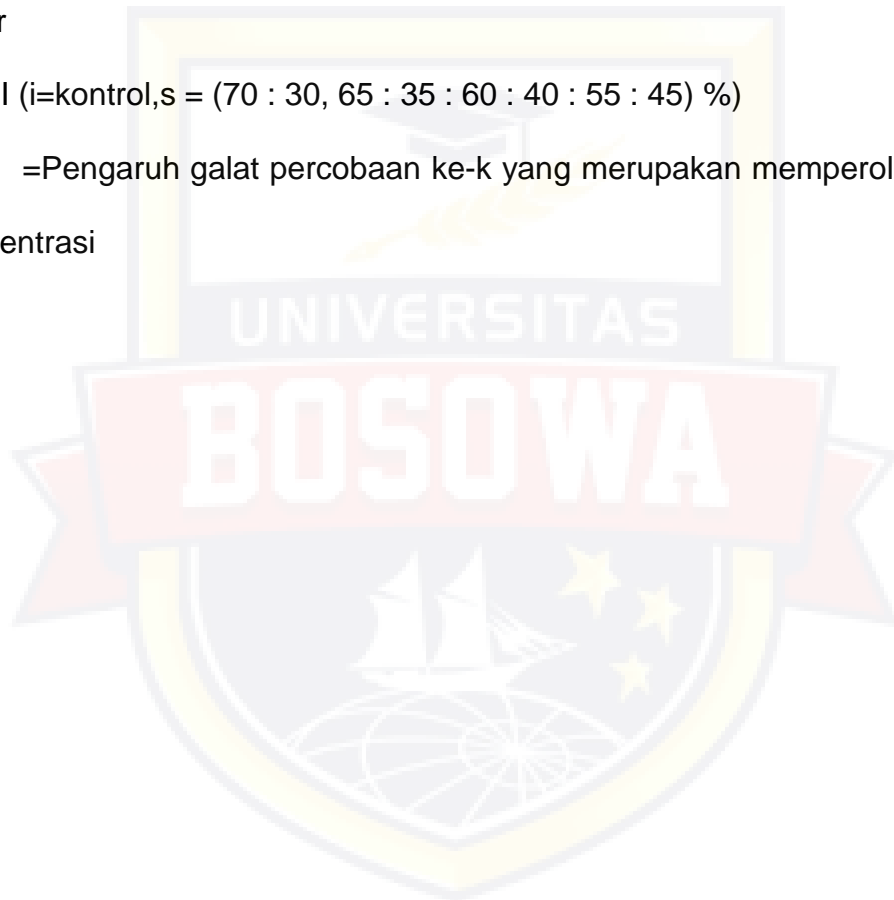 r
I (i=kontrol,s = (70 : 30, 65 : 35 : 60 : 40 : 55 : 45) %)
=Pengaruh galat percobaan ke-k yang merupakan memperol
entrasi
UNIVERSITAS
BOSOWA